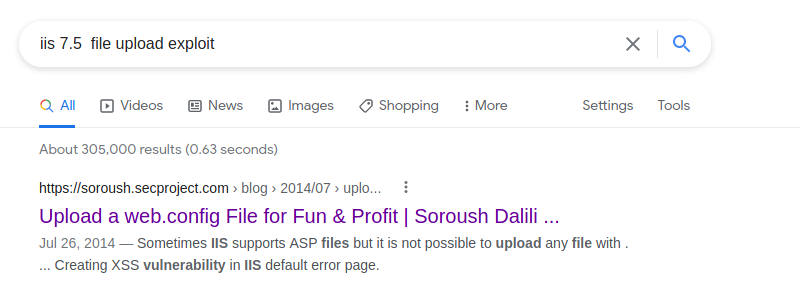 iis 7.5  file upload exploit
All Videos News Images Shopping More Settings Tools
About 305,000 results (0.63 seconds)
https://soroush.secproject.com › blog › 2014/07 › uplo...
Upload a web.config File for Fun & Profit | Soroush Dalili ...
Jul 26, 2014 — Sometimes IIS supports ASP files but it is not possible to upload any file with .
... Creating XSS vulnerability in IIS default error page.